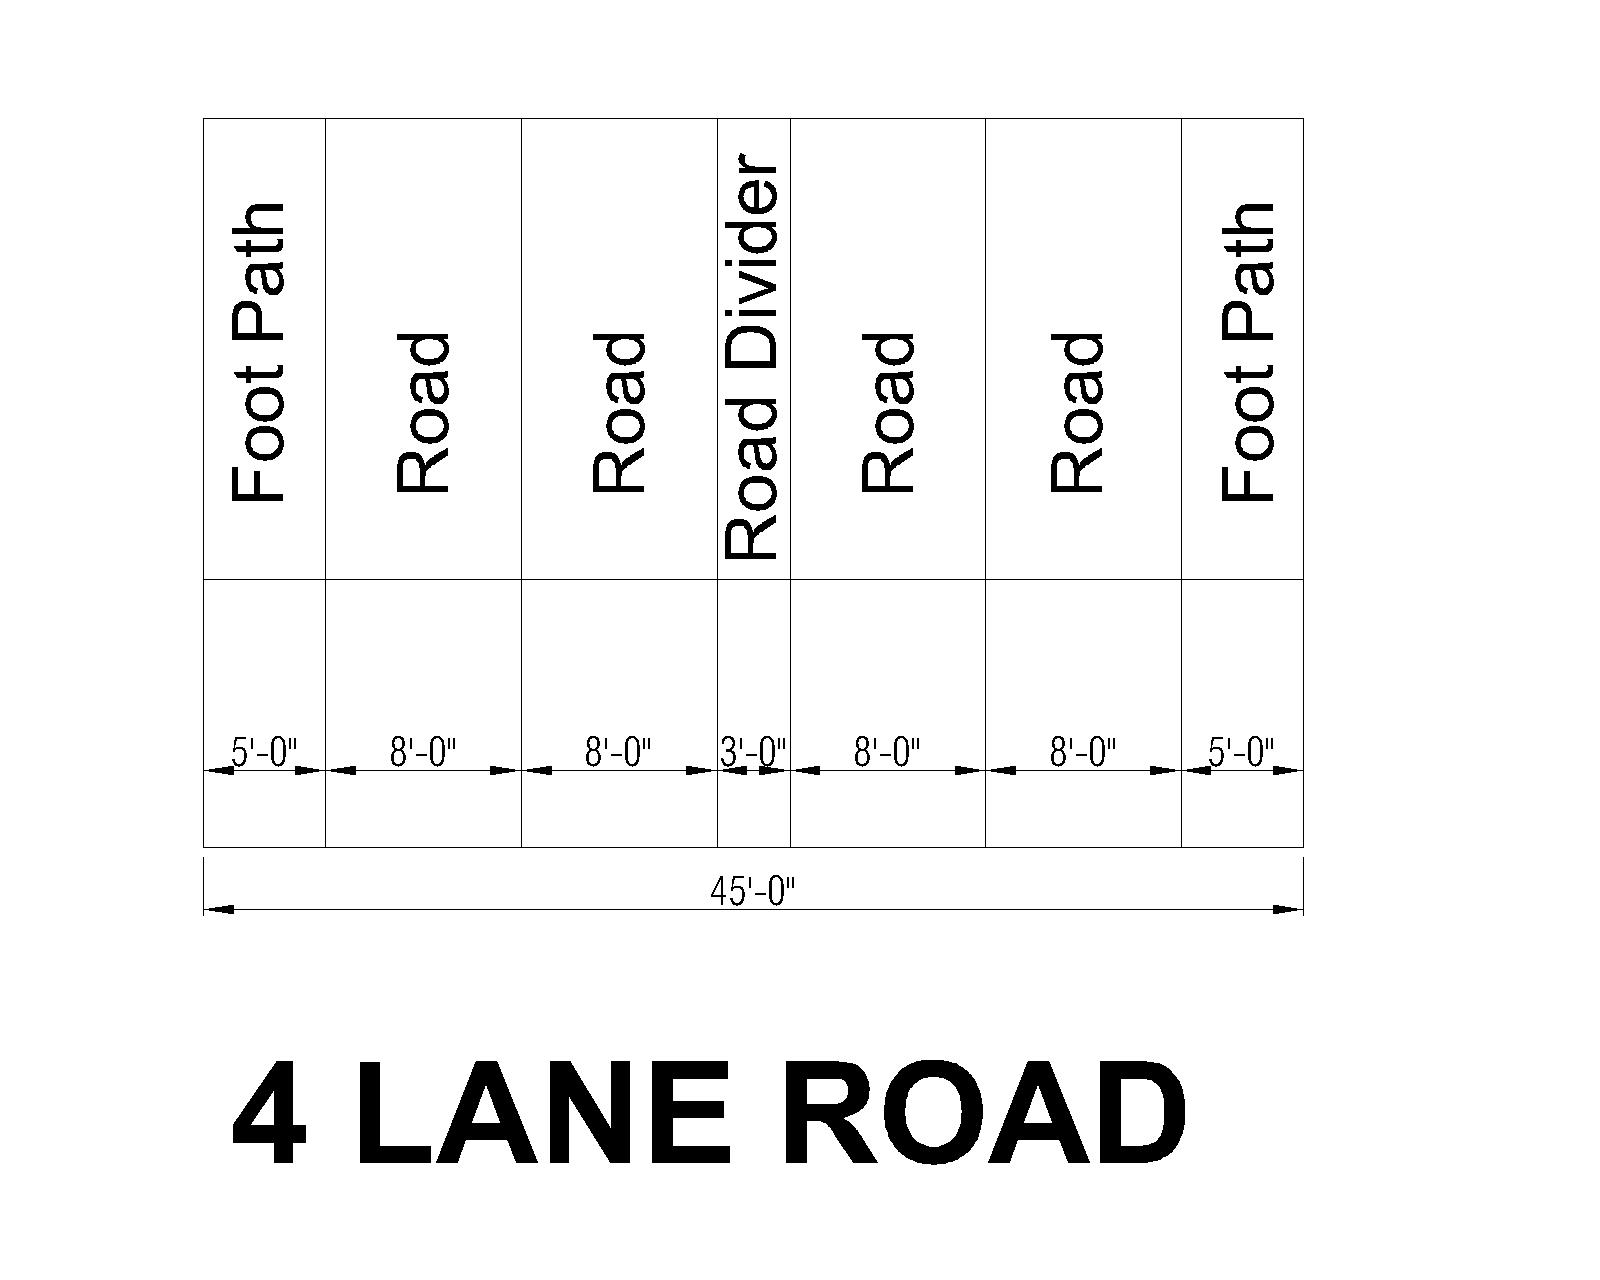 Foot Path
Road
Road
Road Divider
Road
Road
Foot Path
5'-0"
8'-0"
8'-0"
3'-0"
8'-0"
8'-0"
5'-0"
45'-0"
4 LANE ROAD